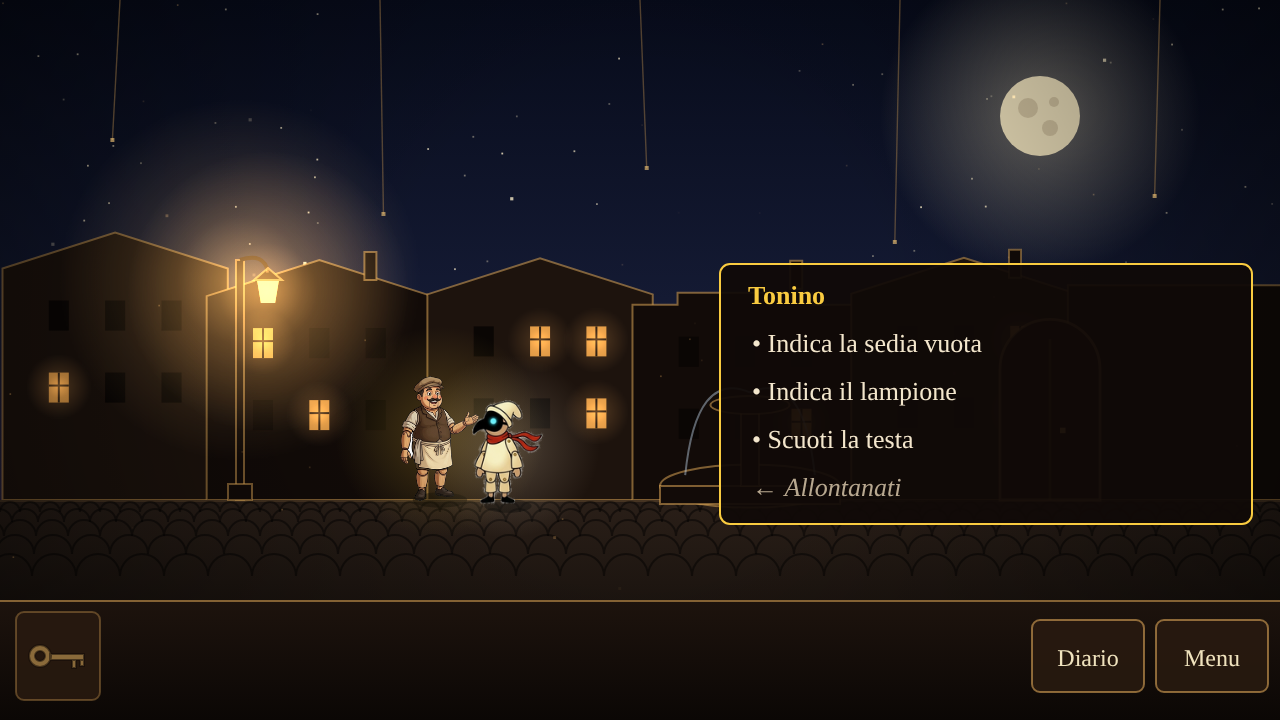 Tonino
• Indica la sedia vuota
• Indica il lampione
• Scuoti la testa
← Allontanati
Diario
Menu